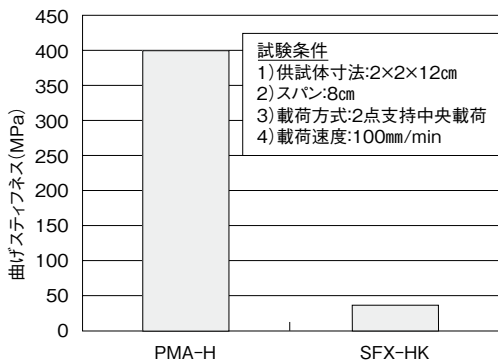 曲げスティフネス(MPa)
450
400
350
300
250
200
150
100
50
0
試験条件
1)供試体寸法:2×2×12㎝
2)スパン:8㎝
3)載荷方式:2点支持中央載荷
4)載荷速度:100㎜/min
PMA-H
SFX-HK